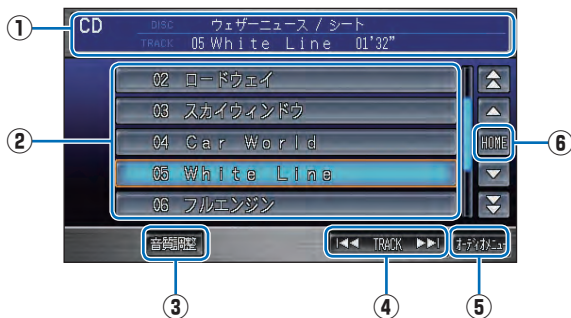 CD
DISC ウェザーニュース / シート
TRACK 05 White Line 01'32"
02 ロードウェイ
03 スカイウィンドウ
04 Car World
05 White Line
06 フルエンジン
HOME
音質調整
TRACK
オーディオメニュー
①
②
③
④
⑤
⑥